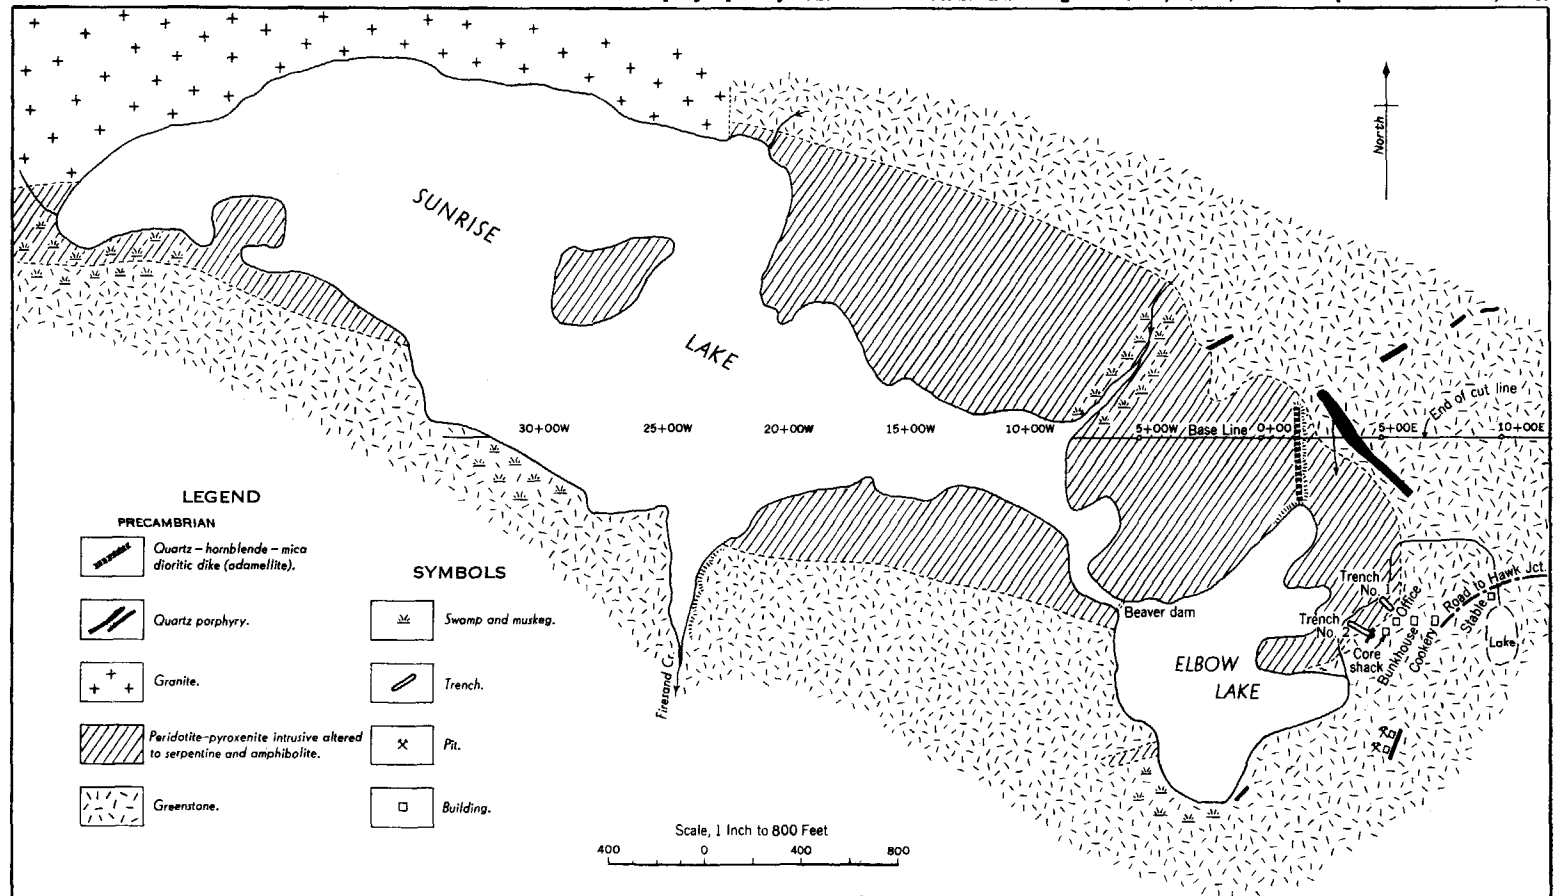 North
SUNRISE
LAKE
End of cut line
30+00W
25+00W
20+00W
15+00W
10+00W
5+00W
Base Line
0+00
5+00E
10+00E
LEGEND
PRECAMBRIAN
Quartz-hornblende-mica
dioritic dike (adamellite).
Quartz porphyry.
Granite.
Peridotite-pyroxenite intrusive altered
to serpentine and amphibolite.
Greenstone.
SYMBOLS
Swamp and muskeg.
Trench.
Pit.
Building.
Firesand Cr.
Beaver dam
Trench
No.
Trench
No. 2
Core
shack
Office
Bunkhouse
Cookery
Road to Hawk Jct.
Stable
Lake
ELBOW
LAKE
Scale, 1 Inch to 800 Feet
400
0
400
800